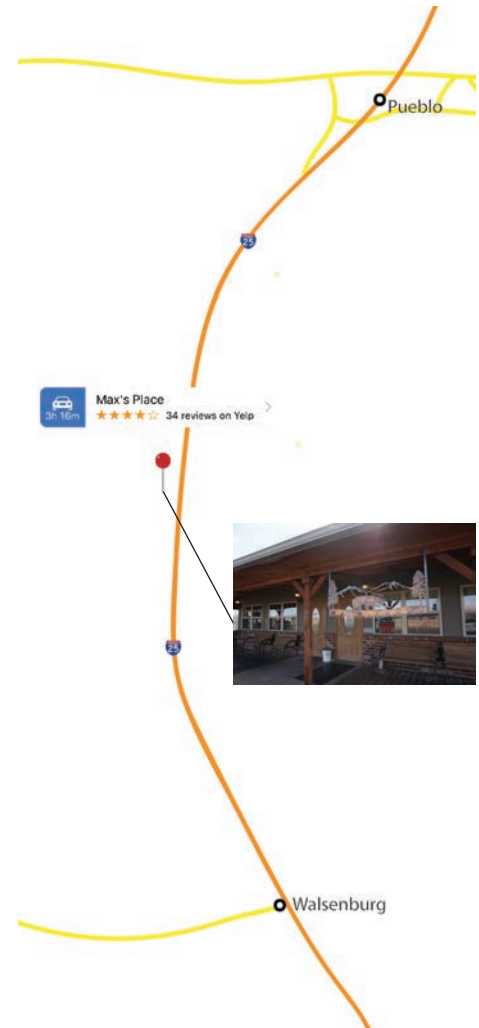 Pueblo
25
Max's Place
3h 16m
34 reviews on Yelp
25
Walsenburg